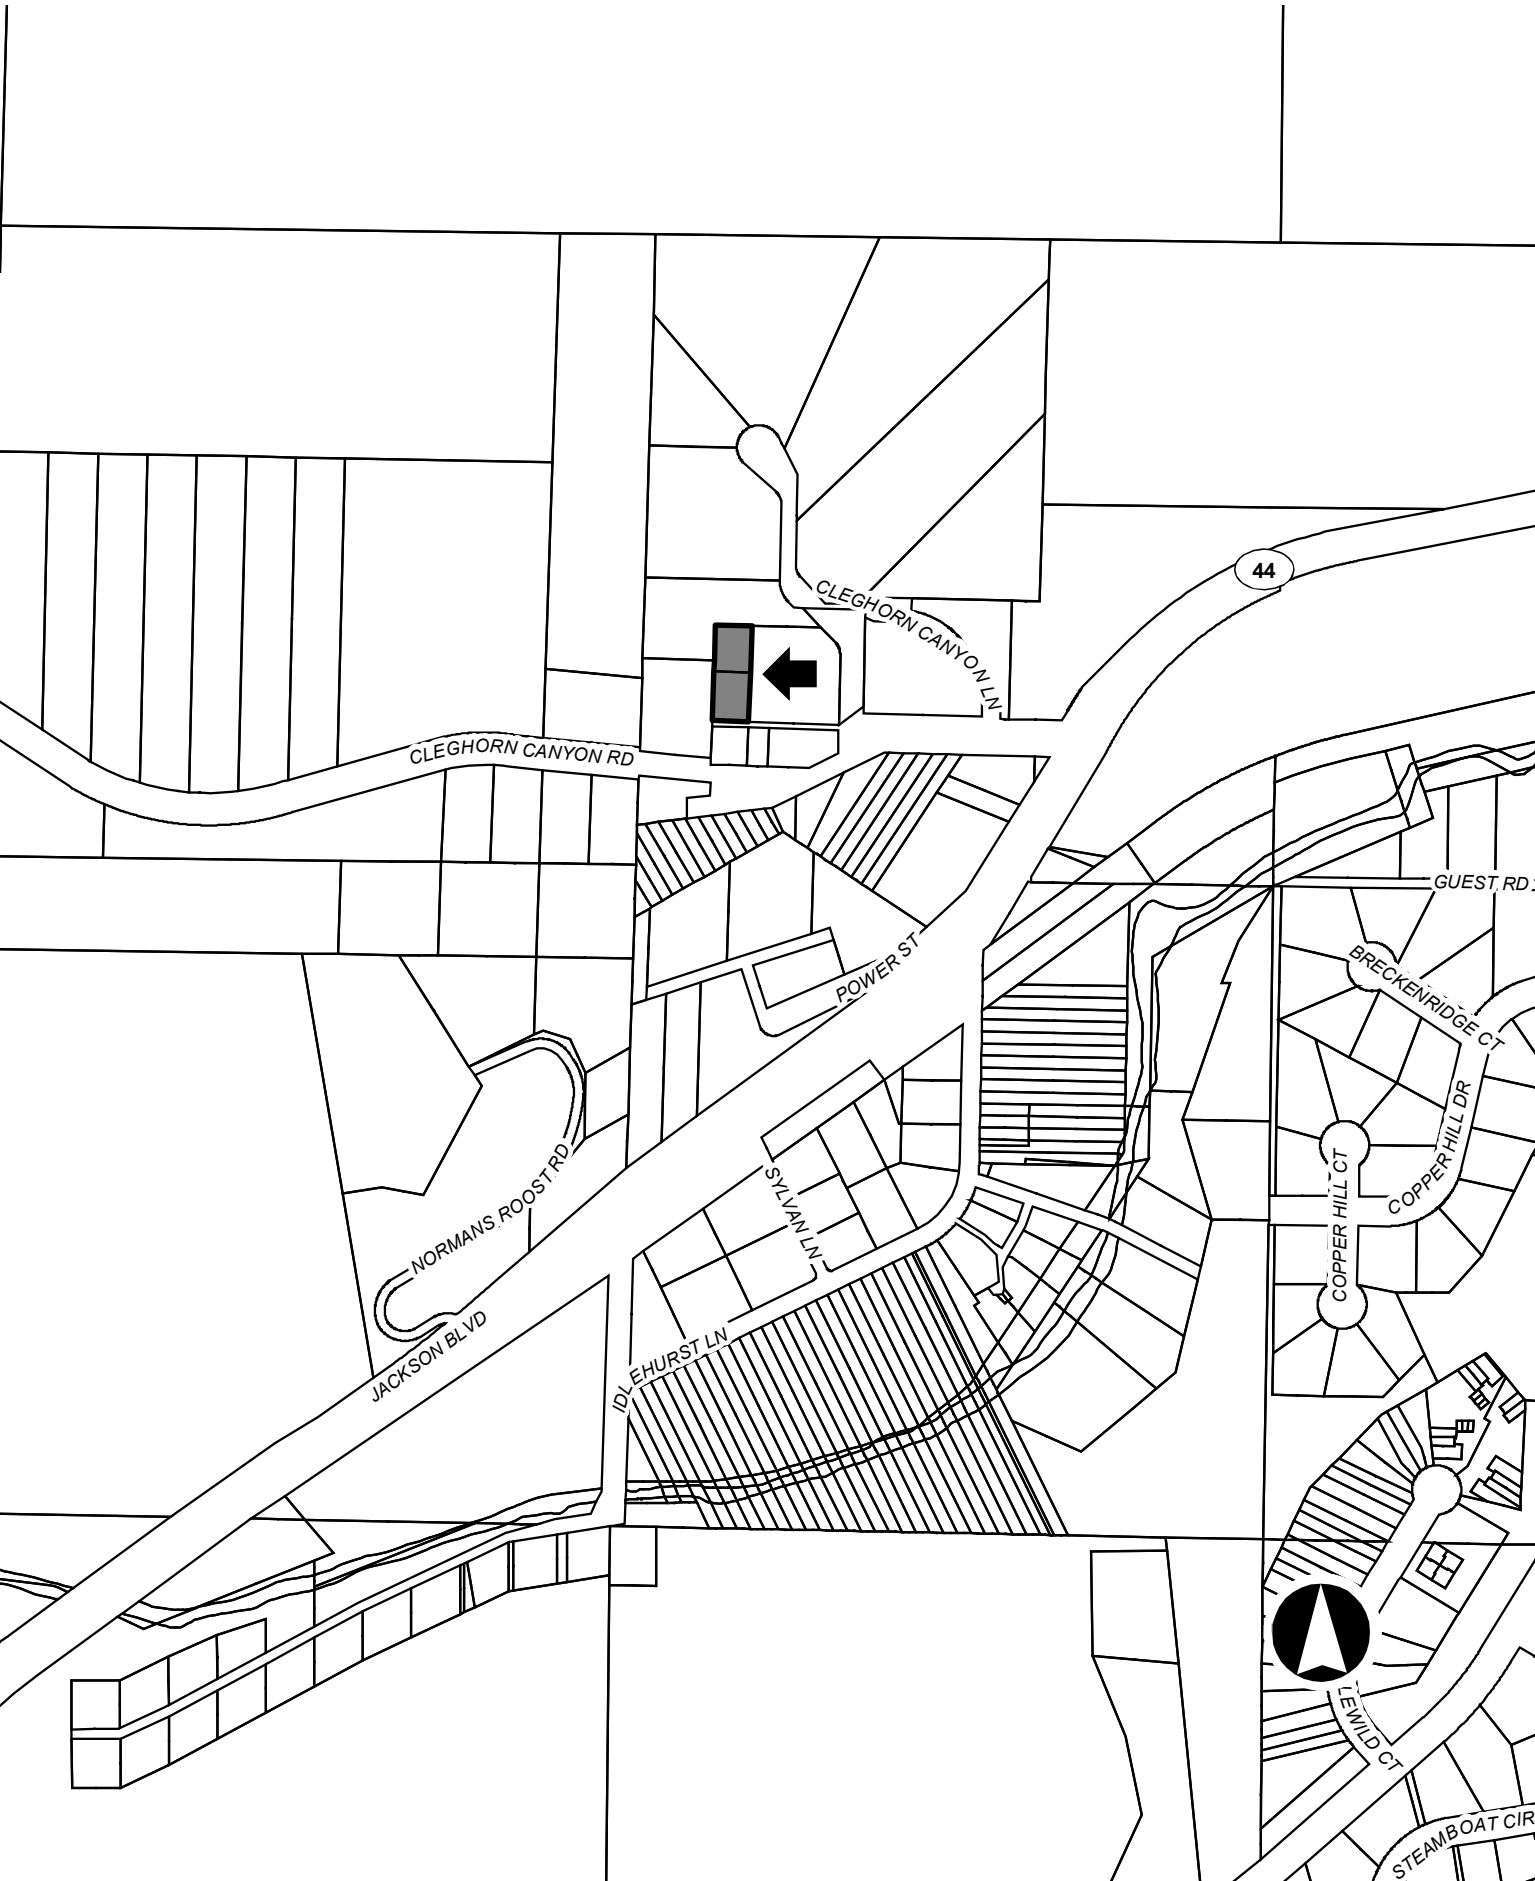 44
CLEGHORN CANYON LN
CLEGHORN CANYON RD
GUEST RD
POWER ST
BRECKENRIDGE CT
COPPER HILL DR
NORMANS ROOST RD
SYLVAN LN
COPPER HILL CT
JACKSON BLVD
IDLEHURST LN
LEWILD CT
STEAMBOAT CIR